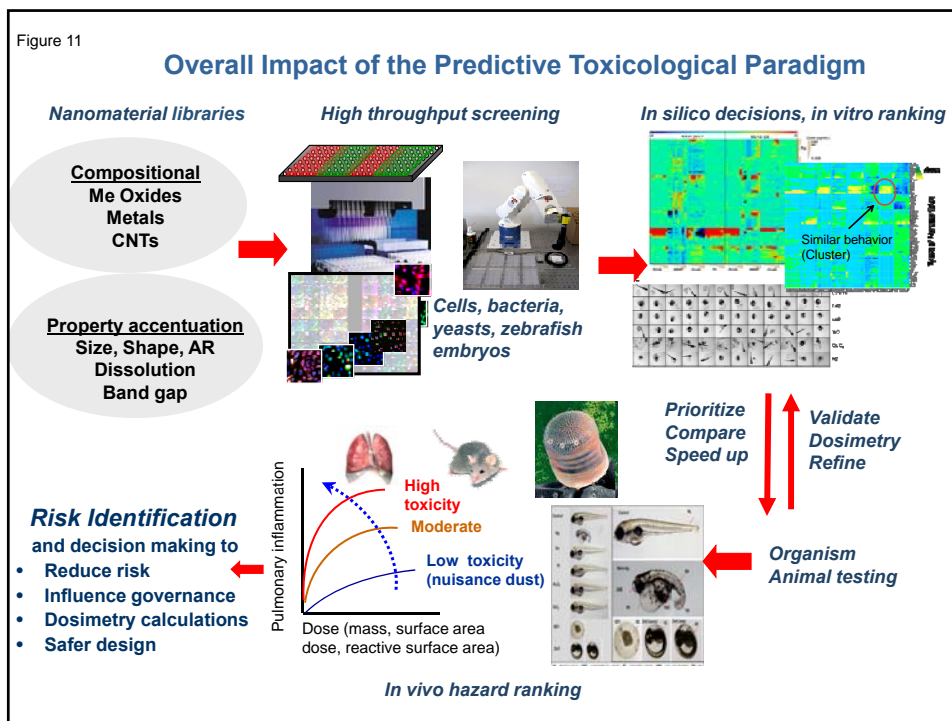 Figure 11
Overall Impact of the Predictive Toxicological Paradigm
Nanomaterial libraries
High throughput screening
In silico decisions, in vitro ranking
Compositional
Me Oxides
Metals
CNTs
Property accentuation
Size, Shape, AR
Dissolution
Band gap
Cells, bacteria,
yeasts, zebrafish
embryos
Similar behavior
(Cluster)
Prioritize
Compare
Speed up
Validate
Dosimetry
Refine
Organism
Animal testing
Pulmonary inflammation
High
toxicity
Moderate
Low toxicity
(nuisance dust)
Dose (mass, surface area
dose, reactive surface area)
In vivo hazard ranking
Risk Identification
and decision making to
• Reduce risk
• Influence governance
• Dosimetry calculations
• Safer design